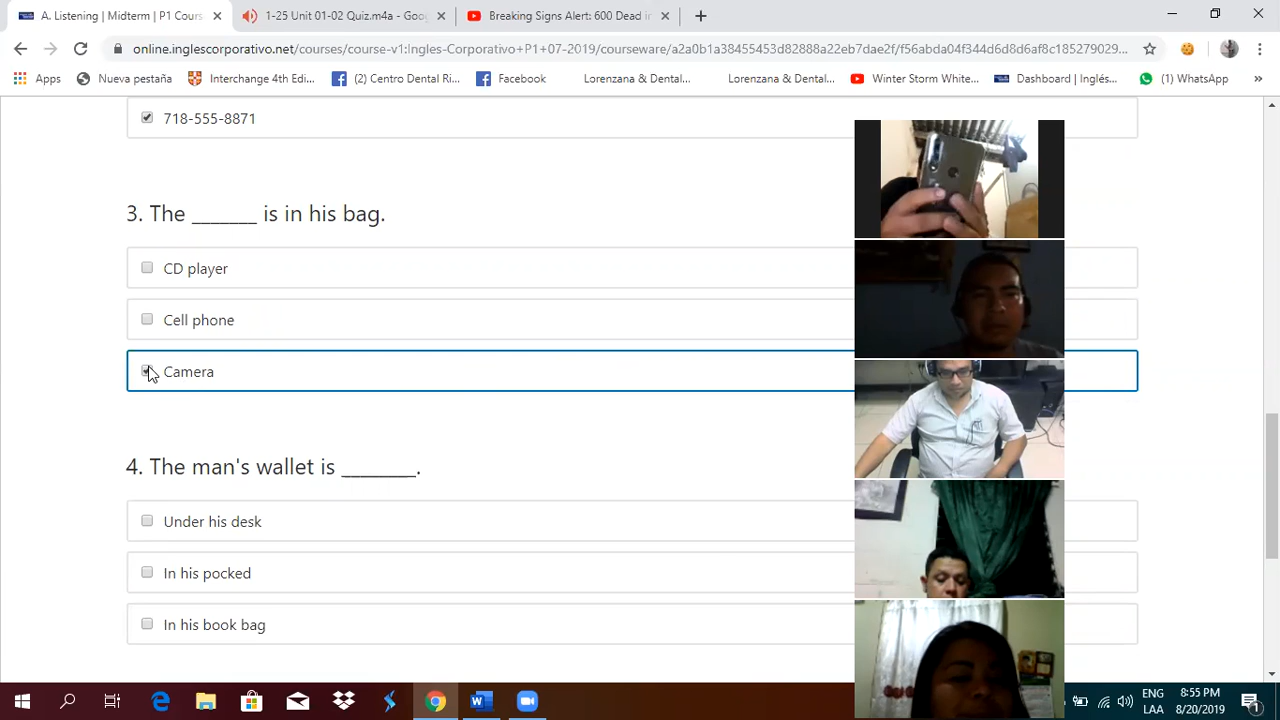 A. Listening | Midterm | P1 Cours
1-25 Unit 01-02 Quiz.m4a - Goog
Breaking Signs Alert: 600 Dead in
online.inglescorporativo.net/courses/course-v1:Ingles-Corporativo+P1+07-2019/courseware/a2a0b1a38455453d82883b22eb7dae2f/f56abda04f344d6d8d6af8c185279029...
Apps
Nueva pestaña
Interchange 4th Edi...
(2) Centro Dental Ri...
Facebook
Lorenzana & Dental...
Lorenzana & Dental...
Winter Storm White...
Dashboard | Inglés...
(1) WhatsApp
»
718-555-8871
3. The _______ is in his bag.
CD player
Cell phone
Camera
4. The man's wallet is ________.
Under his desk
In his pocked
In his book bag
ENG
8:55 PM
LAA
8/20/2019
1